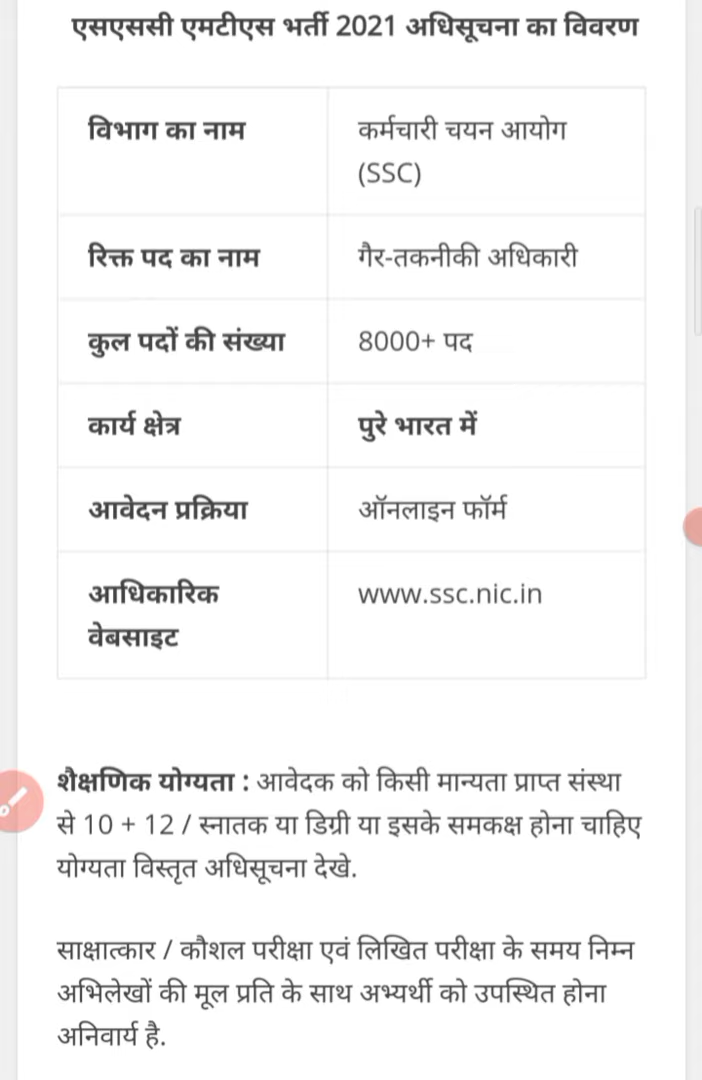 एसएससी एमटीएस भर्ती 2021 अधिसूचना का विवरण
विभाग का नाम
कर्मचारी चयन आयोग
(SSC)
रिक्त पद का नाम
गैर-तकनीकी अधिकारी
कुल पदों की संख्या
8000+ पद
कार्य क्षेत्र
पुरे भारत में
आवेदन प्रक्रिया
ऑनलाइन फॉर्म
आधिकारिक
वेबसाइट
www.ssc.nic.in
शैक्षणिक योग्यता : आवेदक को किसी मान्यता प्राप्त संस्था
से 10 + 12 / स्नातक या डिग्री या इसके समकक्ष होना चाहिए
योग्यता विस्तृत अधिसूचना देखे.
साक्षात्कार / कौशल परीक्षा एवं लिखित परीक्षा के समय निम्न
अभिलेखों की मूल प्रति के साथ अभ्यर्थी को उपस्थित होना
अनिवार्य है.